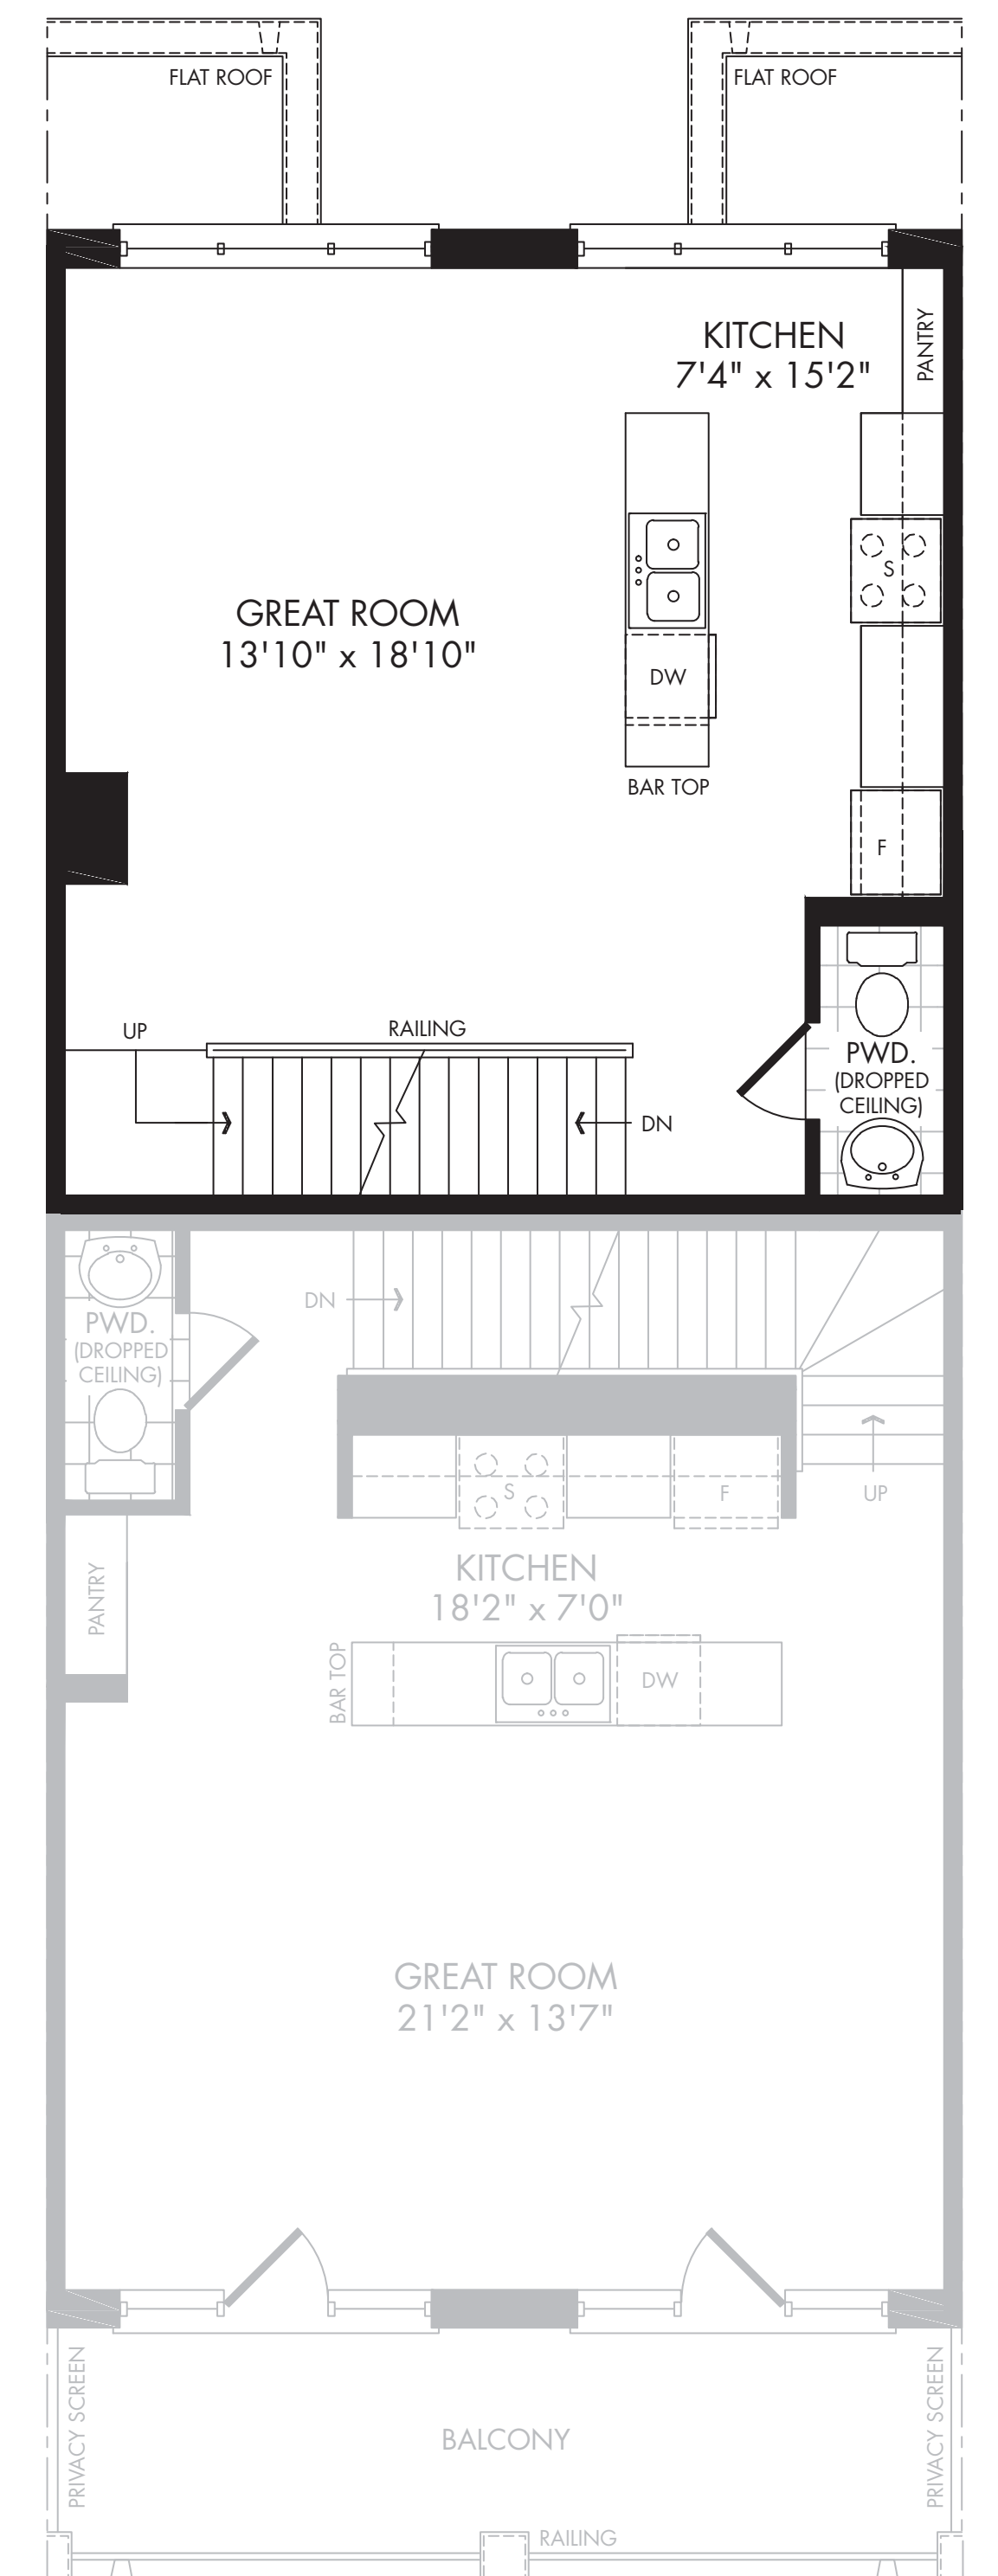 FLAT ROOF
FLAT ROOF
KITCHEN
7'4" x 15'2"
PANTRY
S
GREAT ROOM
13'10" x 18'10"
DW
BAR TOP
F
UP
RAILING
PWD.
(DROPPED
CEILING)
DN
DN
PWD.
(DROPPED
CEILING)
S
F
UP
KITCHEN
18'2" x 7'0"
PANTRY
BAR TOP
DW
GREAT ROOM
21'2" x 13'7"
PRIVACY SCREEN
PRIVACY SCREEN
BALCONY
RAILING